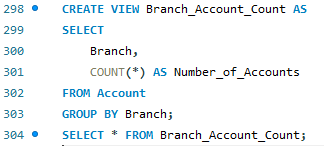 298 CREATE VIEW Branch_Account_Count AS
299 SELECT
300 Branch,
301 COUNT(*) AS Number_of_Accounts
302 FROM Account
303 GROUP BY Branch;
304 SELECT * FROM Branch_Account_Count;